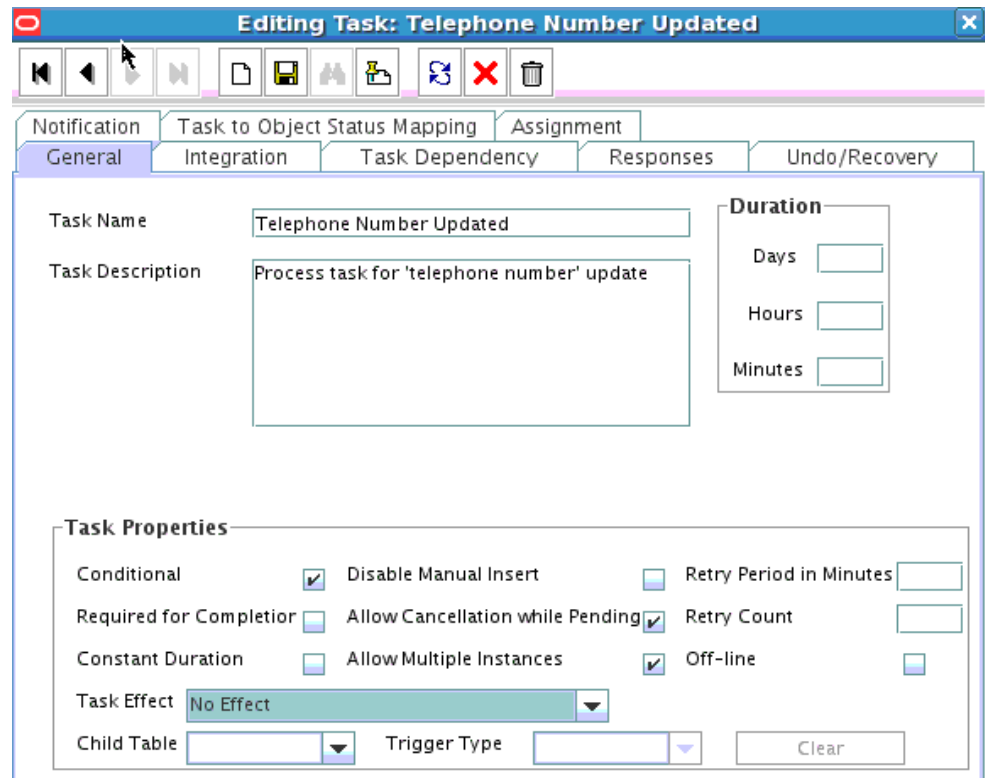 Editing Task: Telephone Number Updated
Notification Task to Object Status Mapping Assignment
General Integration Task Dependency Responses Undo/Recovery
Task Name Telephone Number Updated
Task Description Process task for 'telephone number' update
Duration
Days
Hours
Minutes
Task Properties
Conditional Disable Manual Insert Retry Period in Minutes
Required for Completior Allow Cancellation while Pending Retry Count
Constant Duration Allow Multiple Instances Off-line
Task Effect No Effect
Child Table Trigger Type Clear